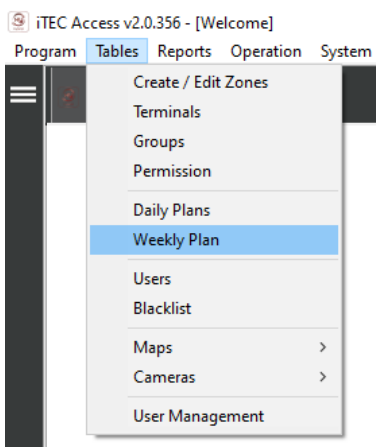 iTEC Access v2.0.356 - [Welcome]
Program Tables Reports Operation System
Create / Edit Zones
Terminals
Groups
Permission
Daily Plans
Weekly Plan
Users
Blacklist
Maps
Cameras
User Management